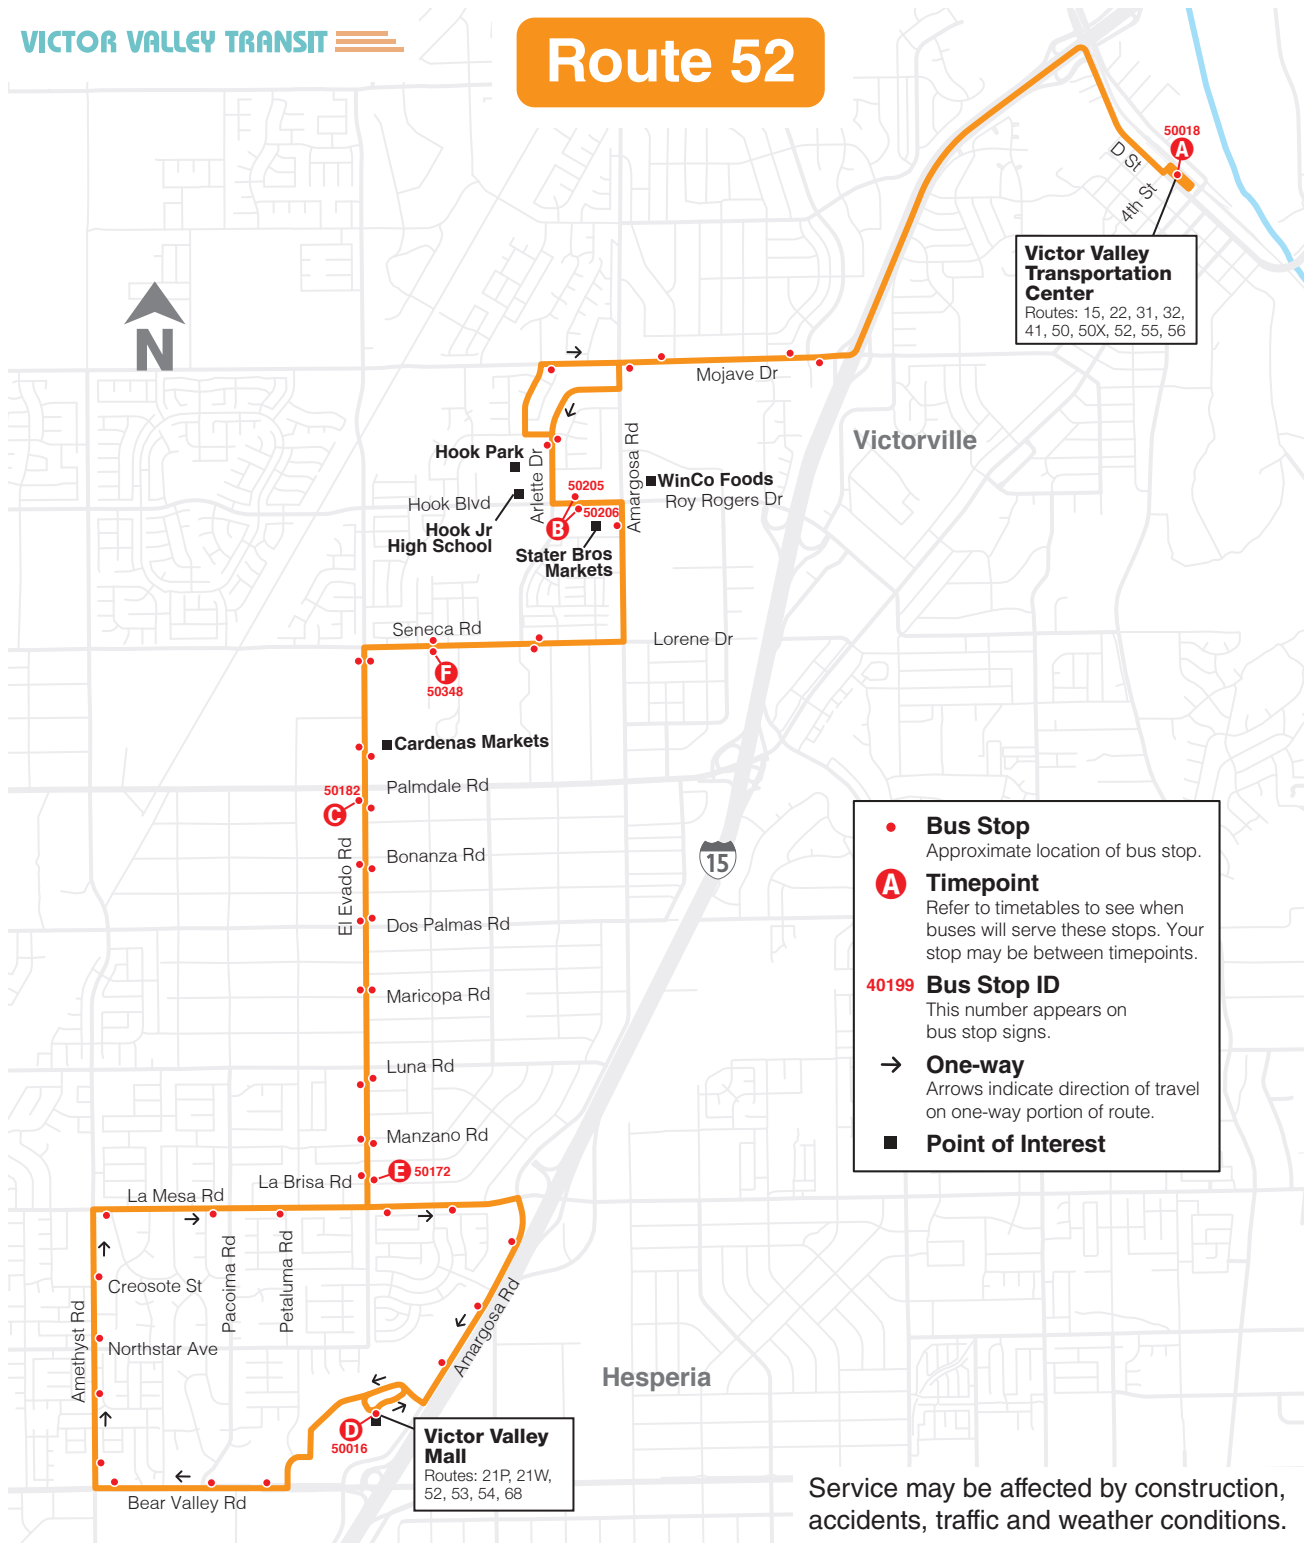 VICTOR VALLEY TRANSIT
Route 52
50018
A
D St
4th St
Victor Valley
Transportation
Center
Routes: 15, 22, 31, 32,
41, 50, 50X, 52, 55, 56
N
Mojave Dr
Victorville
Hook Park
Arlette Dr
Amargosa Rd
WinCo Foods
50205
Hook Blvd
Roy Rogers Dr
50206
B
Hook Jr
High School
Stater Bros
Markets
Seneca Rd
Lorene Dr
F
50348
Cardenas Markets
50182
Palmdale Rd
C
El Evado Rd
Bonanza Rd
15
Dos Palmas Rd
Maricopa Rd
Luna Rd
Manzano Rd
La Brisa Rd
E
50172
Bus Stop
Approximate location of bus stop.
A
Timepoint
Refer to timetables to see when
buses will serve these stops. Your
stop may be between timepoints.
40199
Bus Stop ID
This number appears on
bus stop signs.
One-way
Arrows indicate direction of travel
on one-way portion of route.
Point of Interest
La Mesa Rd
Pacoima Rd
Petaluma Rd
Creosote St
Amethyst Rd
Northstar Ave
Amargosa Rd
Hesperia
D
50016
Victor Valley
Mall
Routes: 21P, 21W,
52, 53, 54, 68
Bear Valley Rd
Service may be affected by construction,
accidents, traffic and weather conditions.